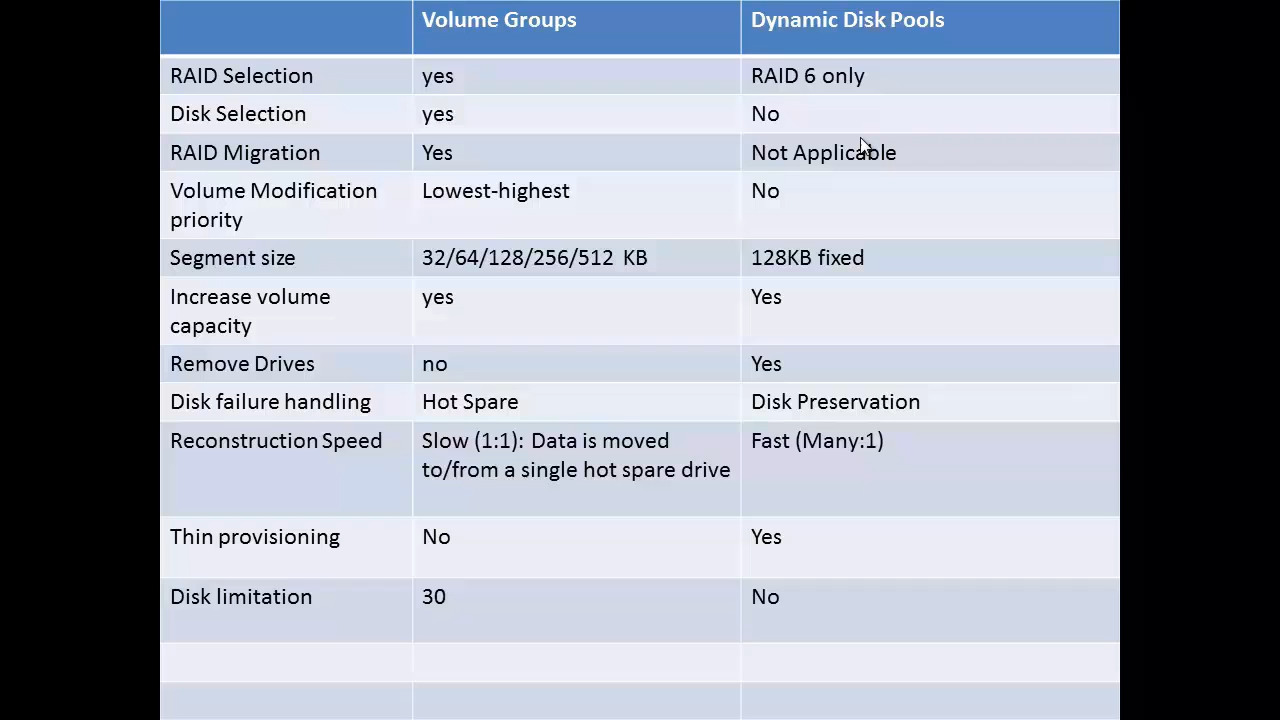 Volume Groups Dynamic Disk Pools
RAID Selection yes RAID 6 only
Disk Selection yes No
RAID Migration Yes Not Applicable
Volume Modification Lowest-highest No
priority
Segment size 32/64/128/256/512 KB 128KB fixed
Increase volume yes Yes
capacity
Remove Drives no Yes
Disk failure handling Hot Spare Disk Preservation
Reconstruction Speed Slow (1:1): Data is moved Fast (Many:1)
to/from a single hot spare drive
Thin provisioning No Yes
Disk limitation 30 No